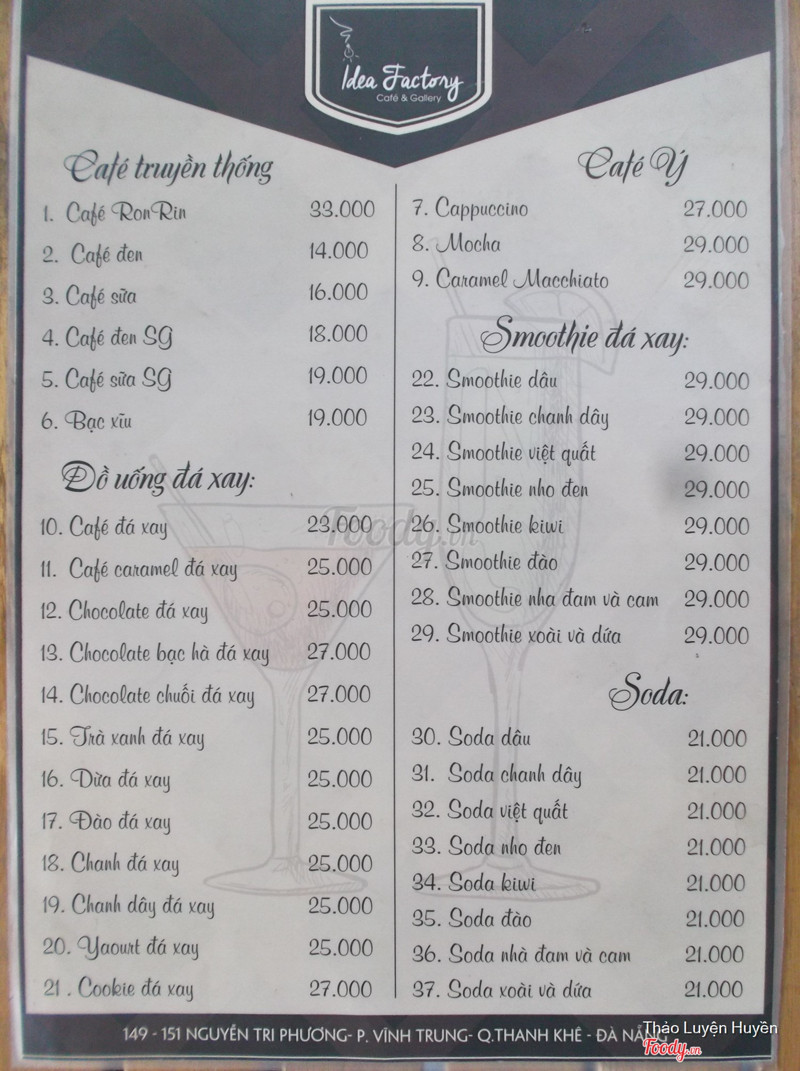 Idea Factory
Café & Gallery
Café truyền thống
1. Café RonRin 33.000
2. Café đen 14.000
3. Café sữa 16.000
4. Café đen SG 18.000
5. Café sữa SG 19.000
6. Bạc xĩu 19.000
Đồ uống đá xay:
10. Café đá xay 23.000
11. Café caramel đá xay 25.000
12. Chocolate đá xay 25.000
13. Chocolate bạc hà đá xay 27.000
14. Chocolate chuối đá xay 27.000
15. Trà xanh đá xay 25.000
16. Dừa đá xay 25.000
17. Đào đá xay 25.000
18. Chanh đá xay 25.000
19. Chanh dây đá xay 25.000
20. Yaourt đá xay 25.000
21 . Cookie đá xay 27.000
Café Ý
7. Cappuccino 27.000
8. Mocha 29.000
9. Caramel Macchiato 29.000
Smoothie đá xay:
22. Smoothie dâu 29.000
23. Smoothie chanh dây 29.000
24. Smoothie việt quất 29.000
25. Smoothie nho đen 29.000
26. Smoothie kiwi 29.000
27. Smoothie đào 29.000
28. Smoothie nha đam và cam 29.000
29. Smoothie xoài và dứa 29.000
Soda:
30. Soda dâu 21.000
31. Soda chanh dây 21.000
32. Soda việt quất 21.000
33. Soda nho đen 21.000
34. Soda kiwi 21.000
35. Soda đào 21.000
36. Soda nhà đam và cam 21.000
37. Soda xoài và dứa 21.000
Foody.vn
149 - 151 NGUYỄN TRI PHƯƠNG- P. VĨNH TRUNG- Q.THANH KHÊ - ĐÀ NẴNG
Thảo Luyện Huyền
Foody.vn